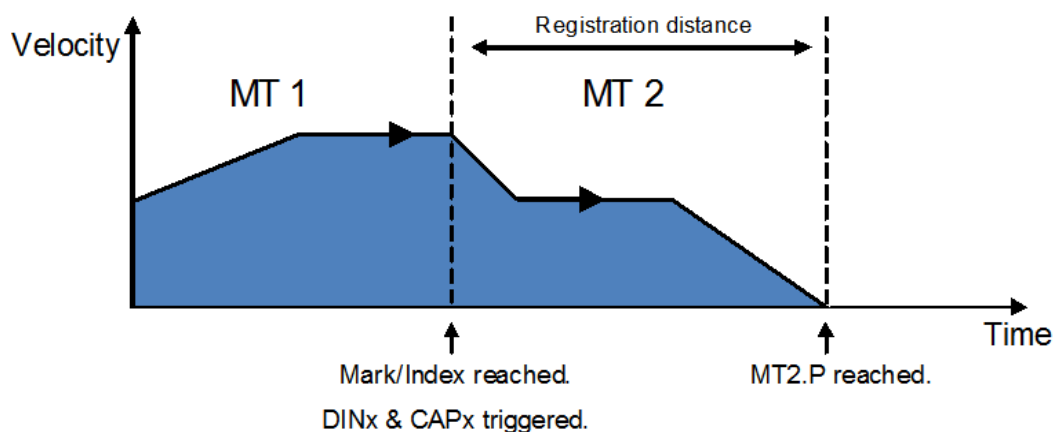 Registration distance
Velocity
MT 1
MT 2
Time
Mark/Index reached.
MT2.P reached.
DINx & CAPx triggered.